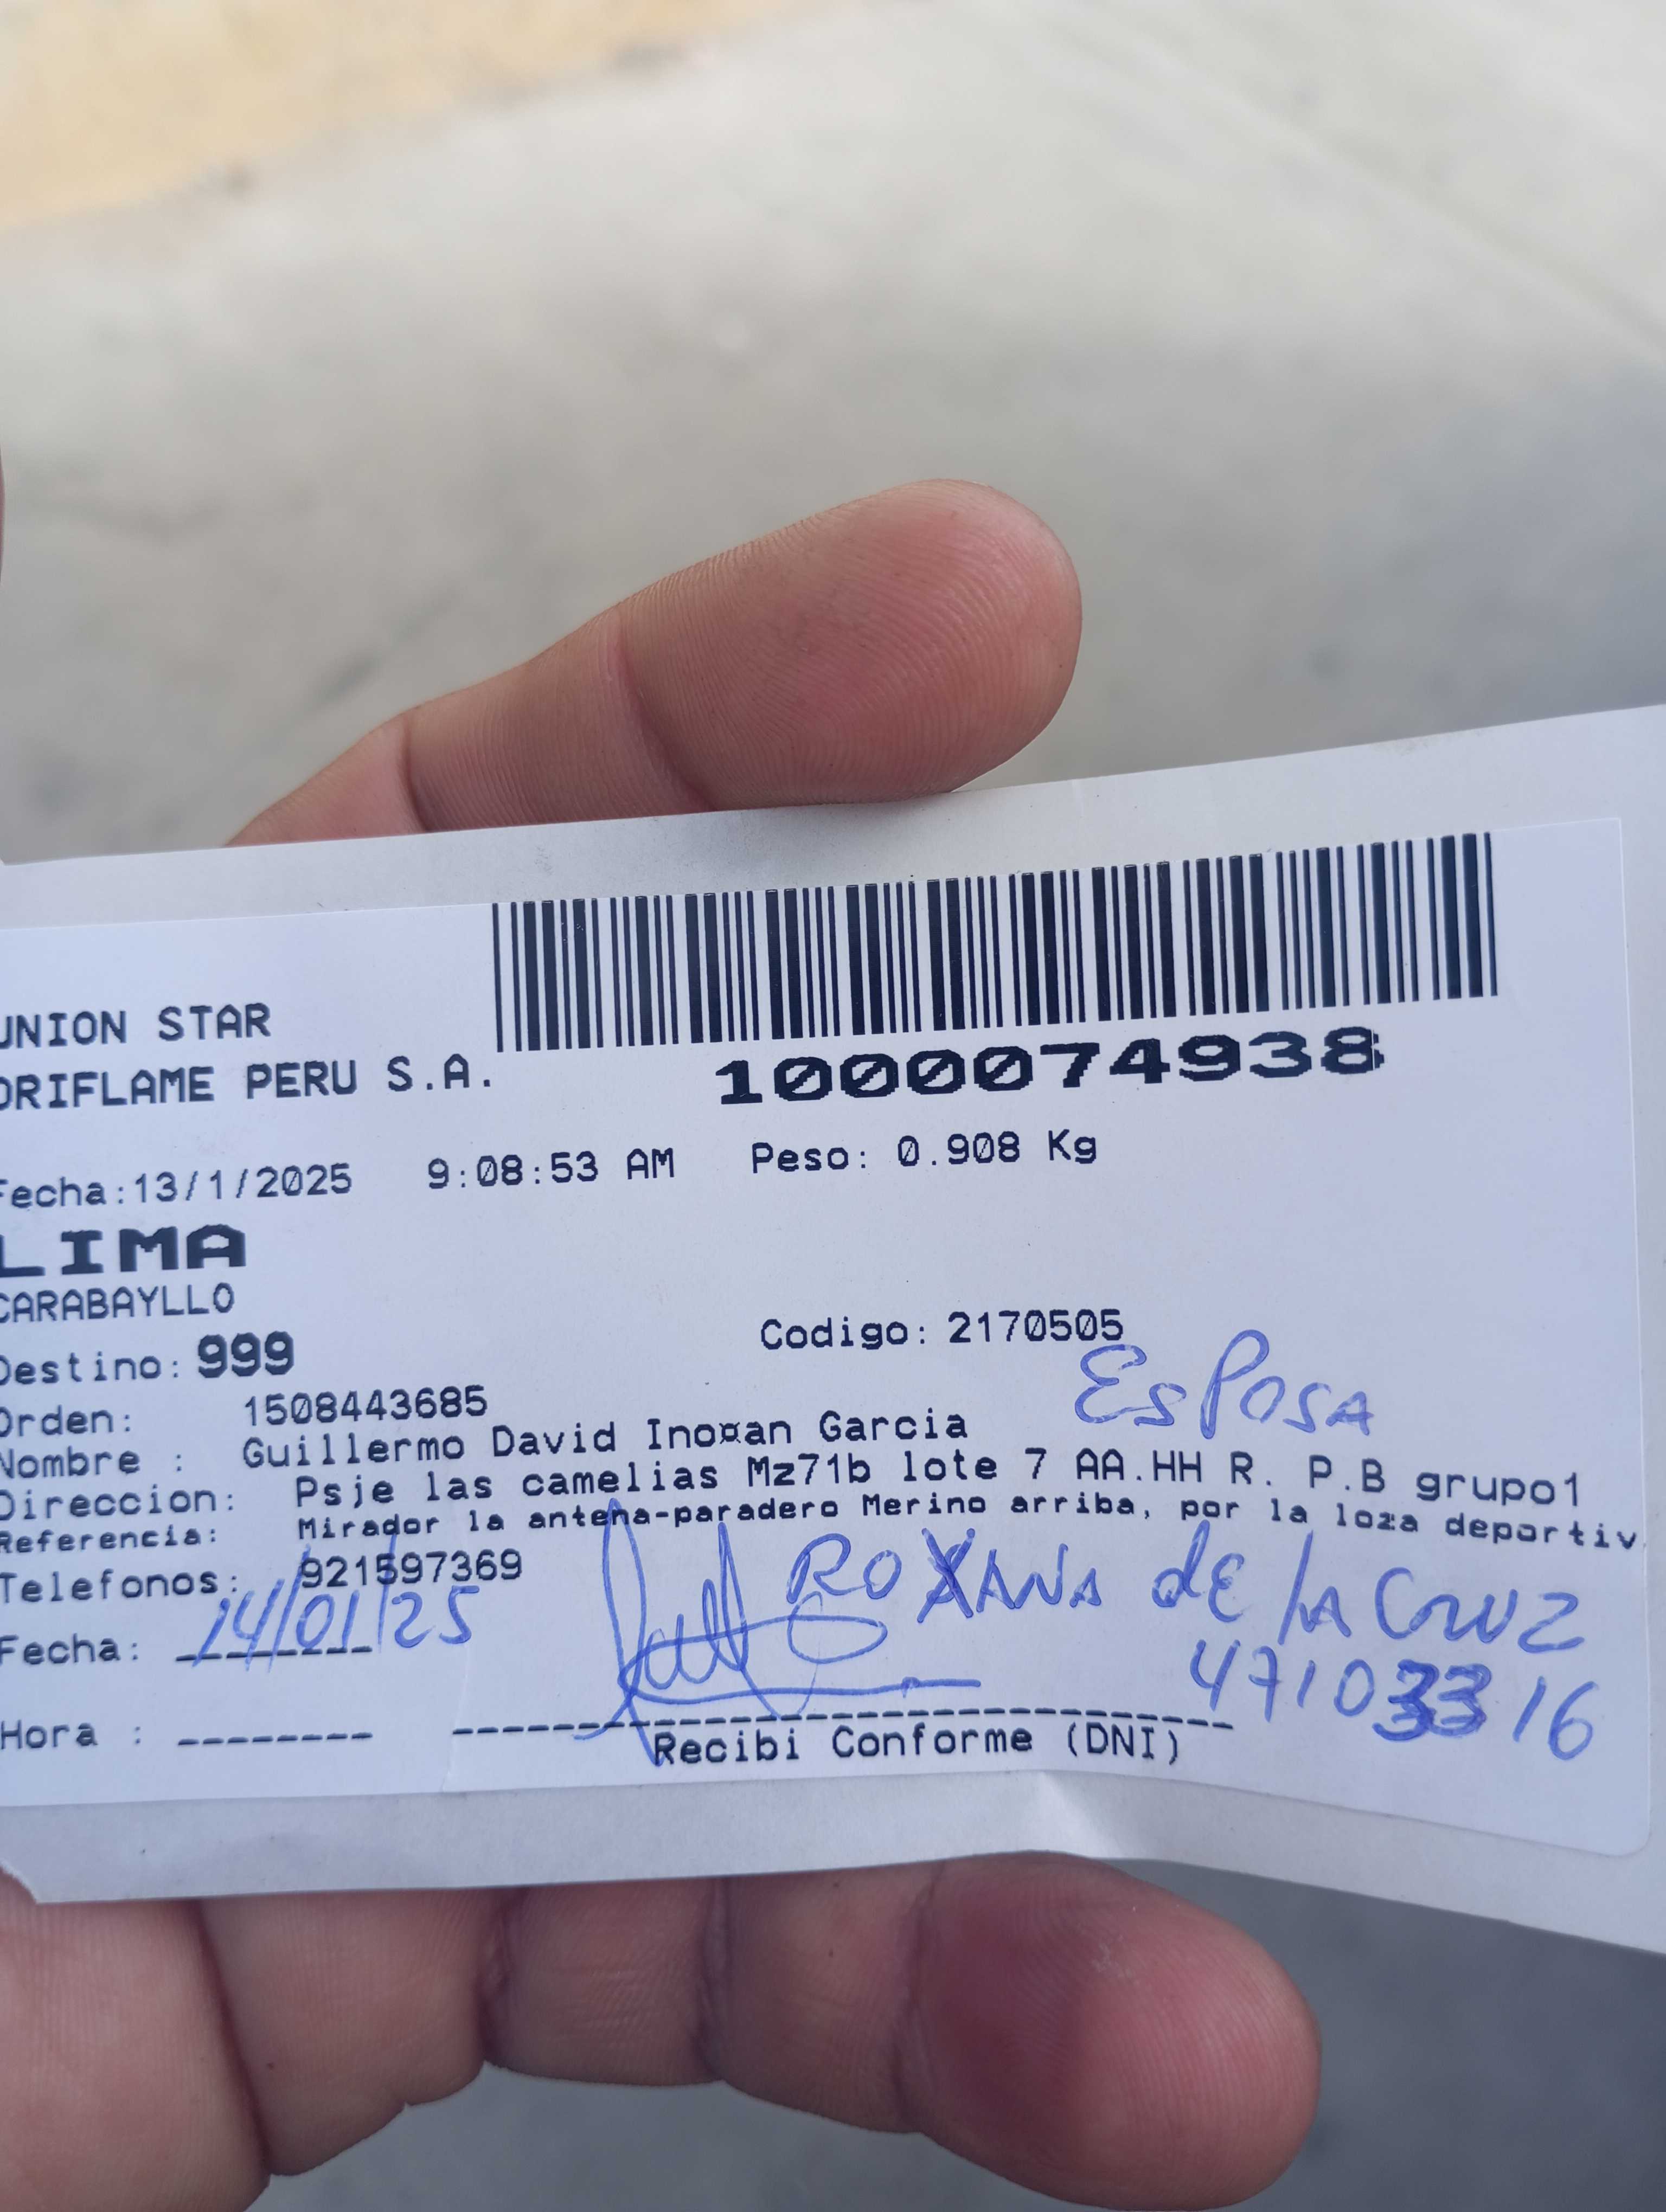 UNION STAR
ORIFLAME PERU S.A.
1000074938
Fecha:13/1/2025 9:08:53 AM Peso: 0.908 Kg
LIMA
CARABAYLLO
Codigo: 2170505
Destino: 999
ESPOSA
Orden: 1508443685
Nombre : Guillermo David Ino¤an Garcia
Direccion: Psje las camelias Mz71b lote 7 AA.HH R. P.B grupo1
Referencia: Mirador la antena-paradero Merino arriba, por la loza deportiv
Telefonos: 921597369
ROXANA dE lA CRUZ
Fecha: 14/01/25
47103316
Hora :
Recibi Conforme (DNI)